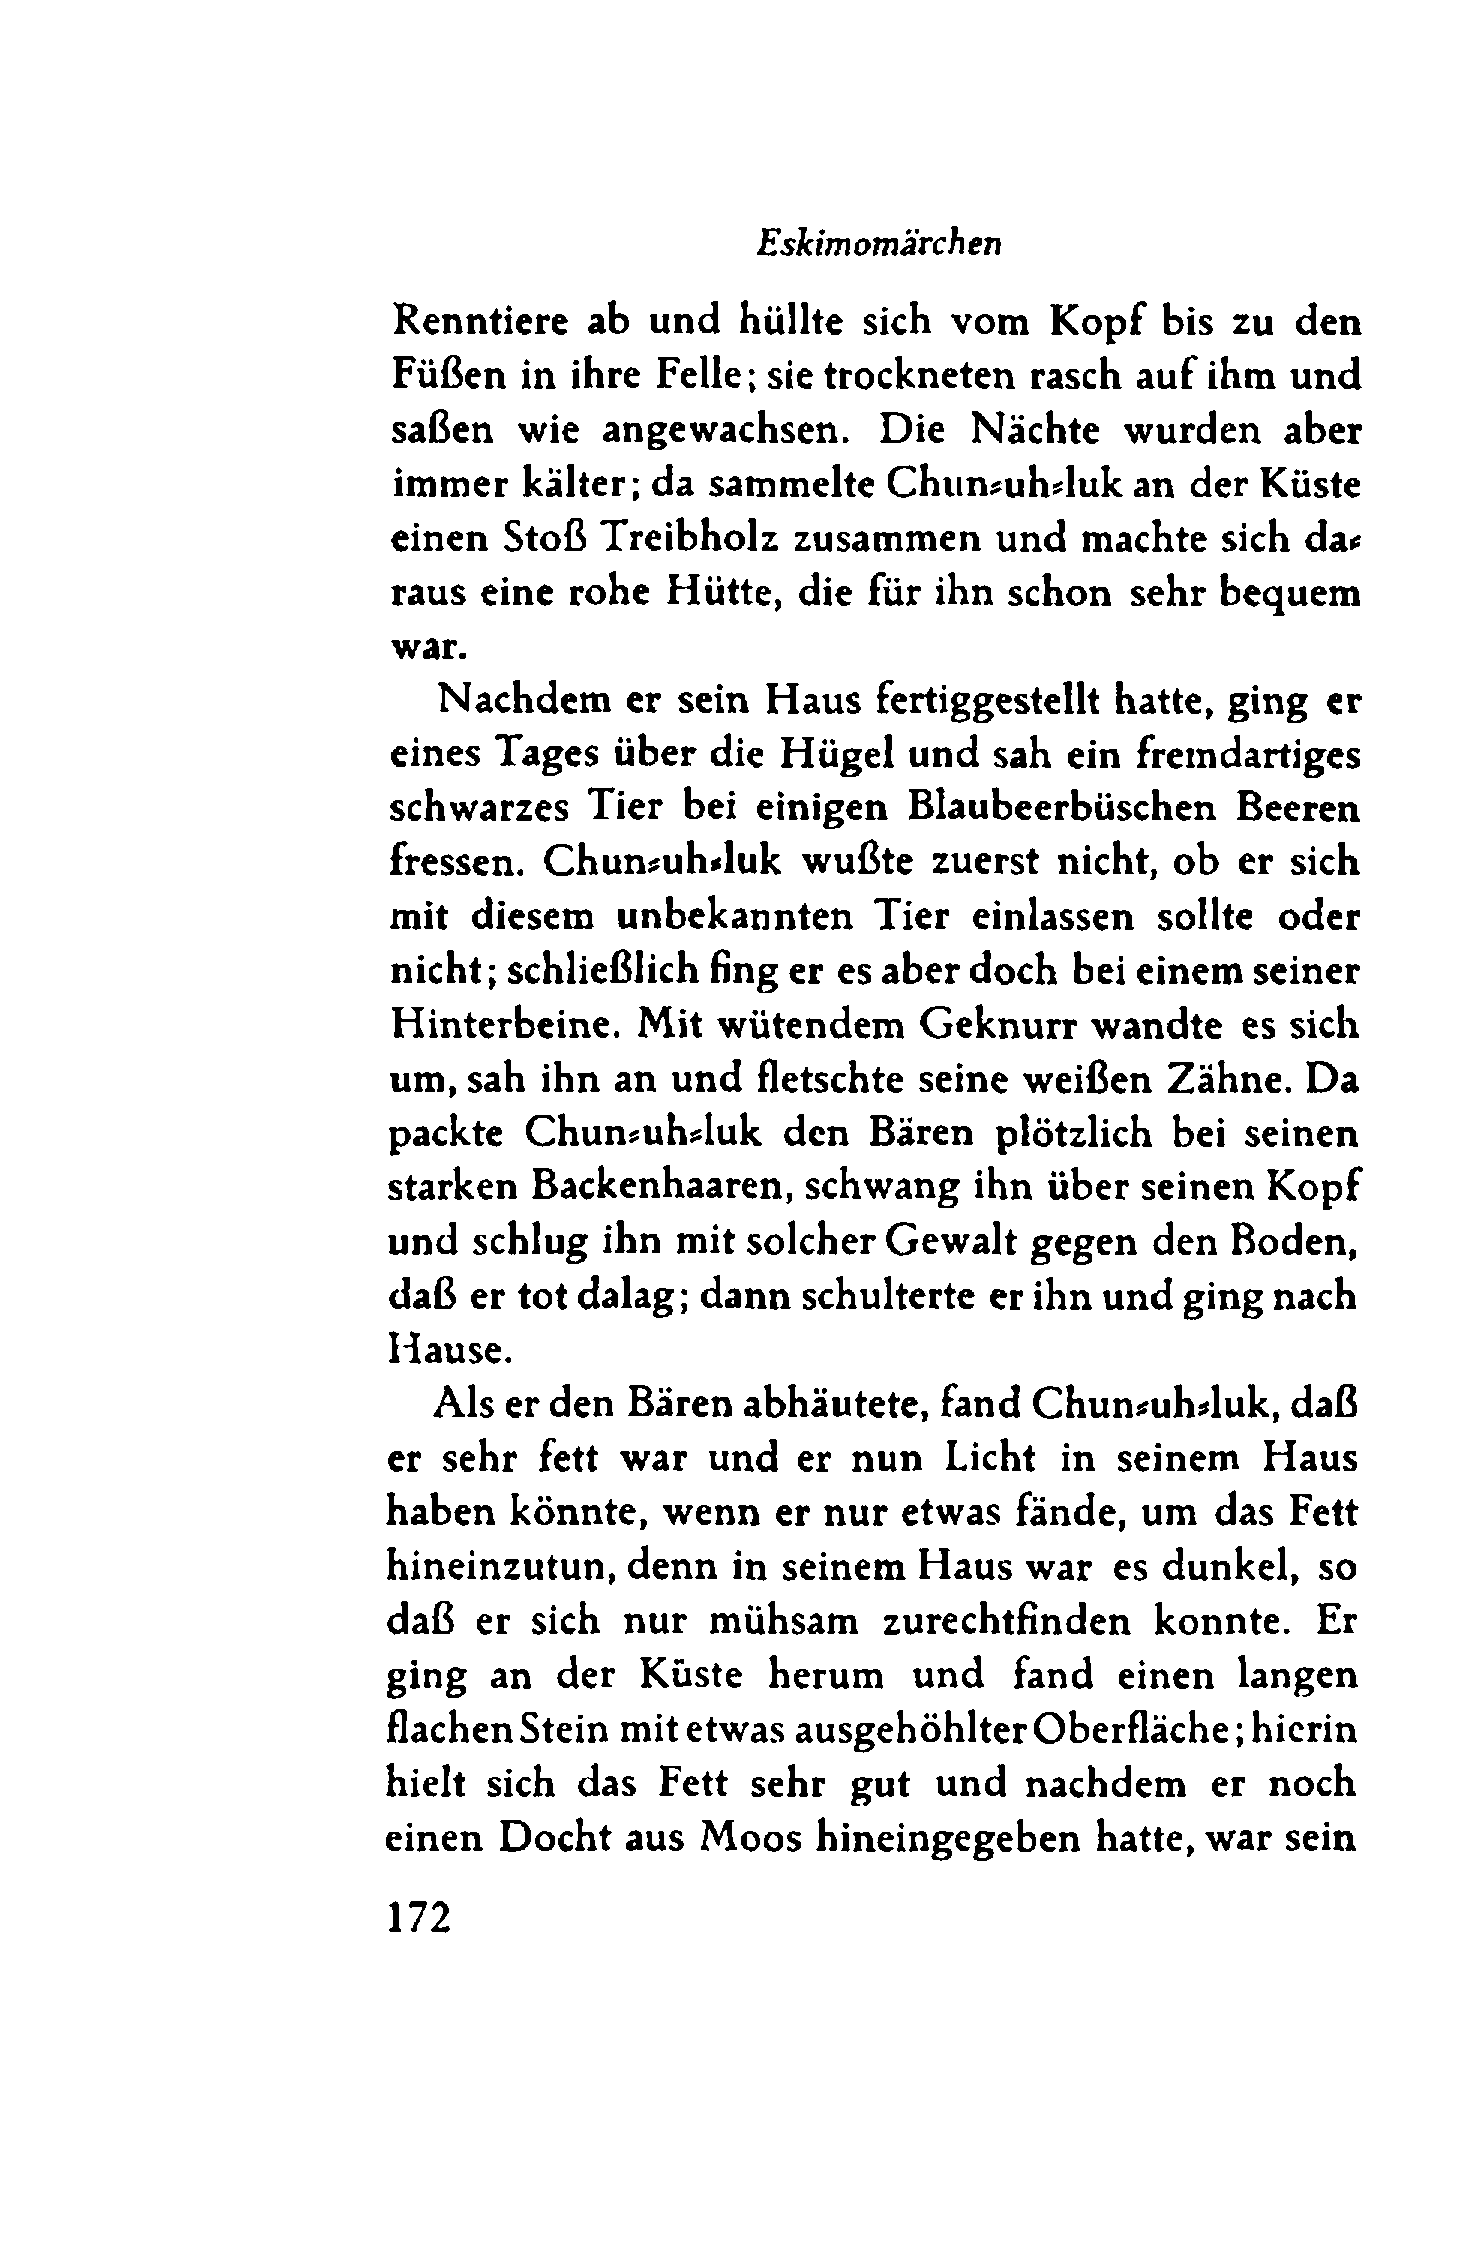 Eskimomärchen
Renntiere ab und hüllte sich vom Kopf bis zu den
Füßen in ihre Felle; sie trockneten rasch auf ihm und
saßen wie angewachsen. Die Nächte wurden aber
immer kälter; da sammelte Chun-uh-luk an der Küste
einen Stoß Treibholz zusammen und machte sich da-
raus eine rohe Hütte, die für ihn schon sehr bequem
war.
Nachdem er sein Haus fertiggestellt hatte, ging er
eines Tages über die Hügel und sah ein fremdartiges
schwarzes Tier bei einigen Blaubeerbüschen Beeren
fressen. Chun-uh-luk wußte zuerst nicht, ob er sich
mit diesem unbekannten Tier einlassen sollte oder
nicht; schließlich fing er es aber doch bei einem seiner
Hinterbeine. Mit wütendem Geknurr wandte es sich
um, sah ihn an und fletschte seine weißen Zähne. Da
packte Chun-uh-luk den Bären plötzlich bei seinen
starken Backenhaaren, schwang ihn über seinen Kopf
und schlug ihn mit solcher Gewalt gegen den Boden,
daß er tot dalag; dann schulterte er ihn und ging nach
Hause.
Als er den Bären abhäutete, fand Chun-uh-luk, daß
er sehr fett war und er nun Licht in seinem Haus
haben könnte, wenn er nur etwas fände, um das Fett
hineinzutun, denn in seinem Haus war es dunkel, so
daß er sich nur mühsam zurechtfinden konnte. Er
ging an der Küste herum und fand einen langen
flachen Stein mit etwas ausgehöhlter Oberfläche; hierin
hielt sich das Fett sehr gut und nachdem er noch
einen Docht aus Moos hineingegeben hatte, war sein
172